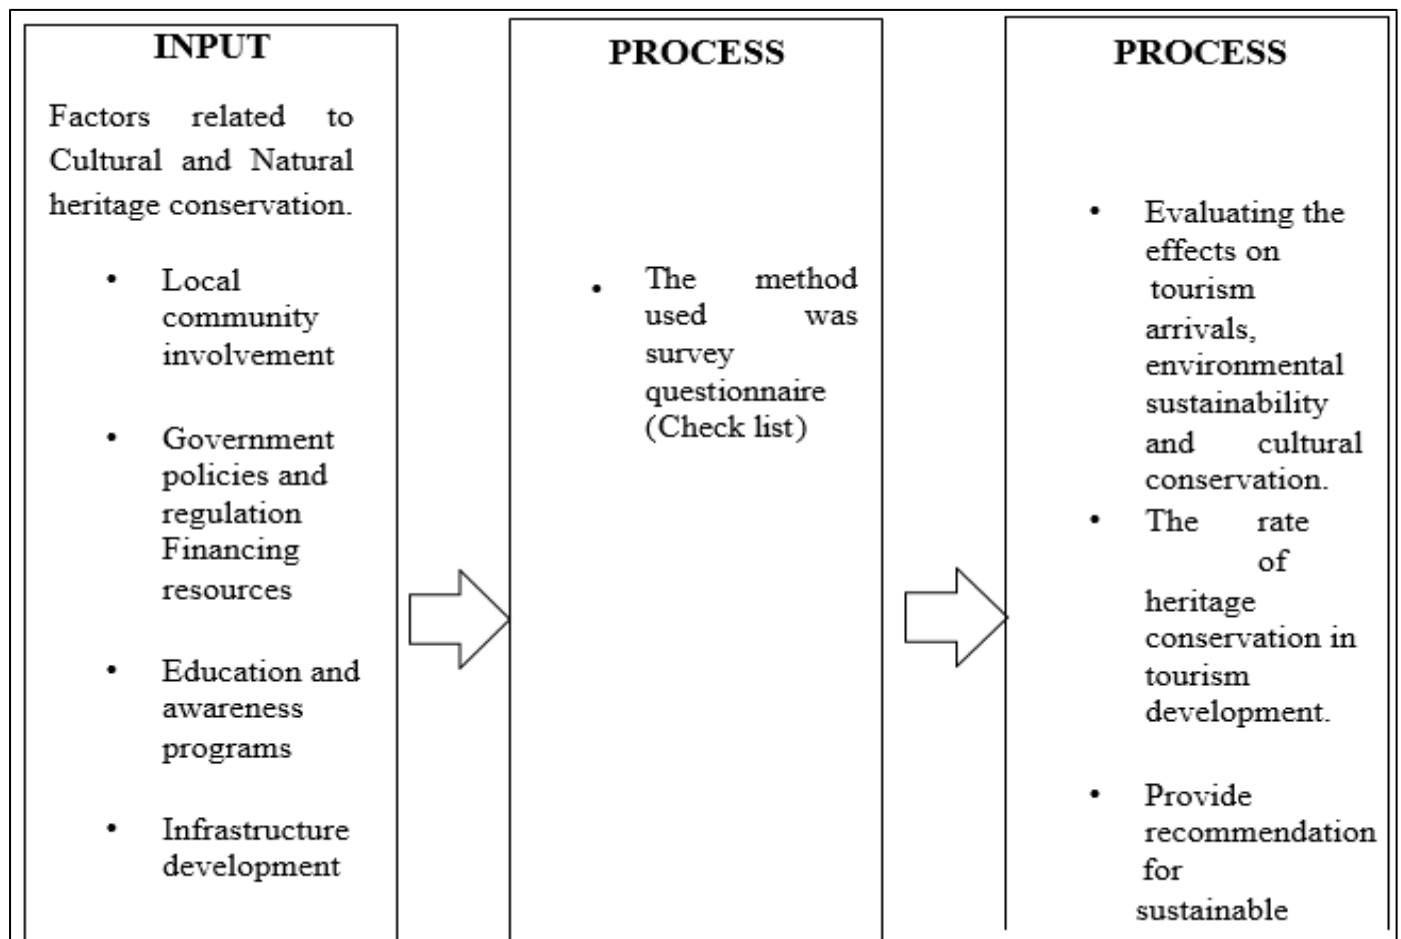 INPUT
Factors related to
Cultural and Natural
heritage conservation.
• Local
community
involvement
• Government
policies and
regulation
Financing
resources
• Education and
awareness
programs
• Infrastructure
development
PROCESS
• The method
used was
survey
questionnaire
(Check list)
PROCESS
• Evaluating the
effects on
tourism
arrivals,
environmental
sustainability
and cultural
conservation.
• The rate
of
heritage
conservation in
tourism
development.
• Provide
recommendation
for
sustainable